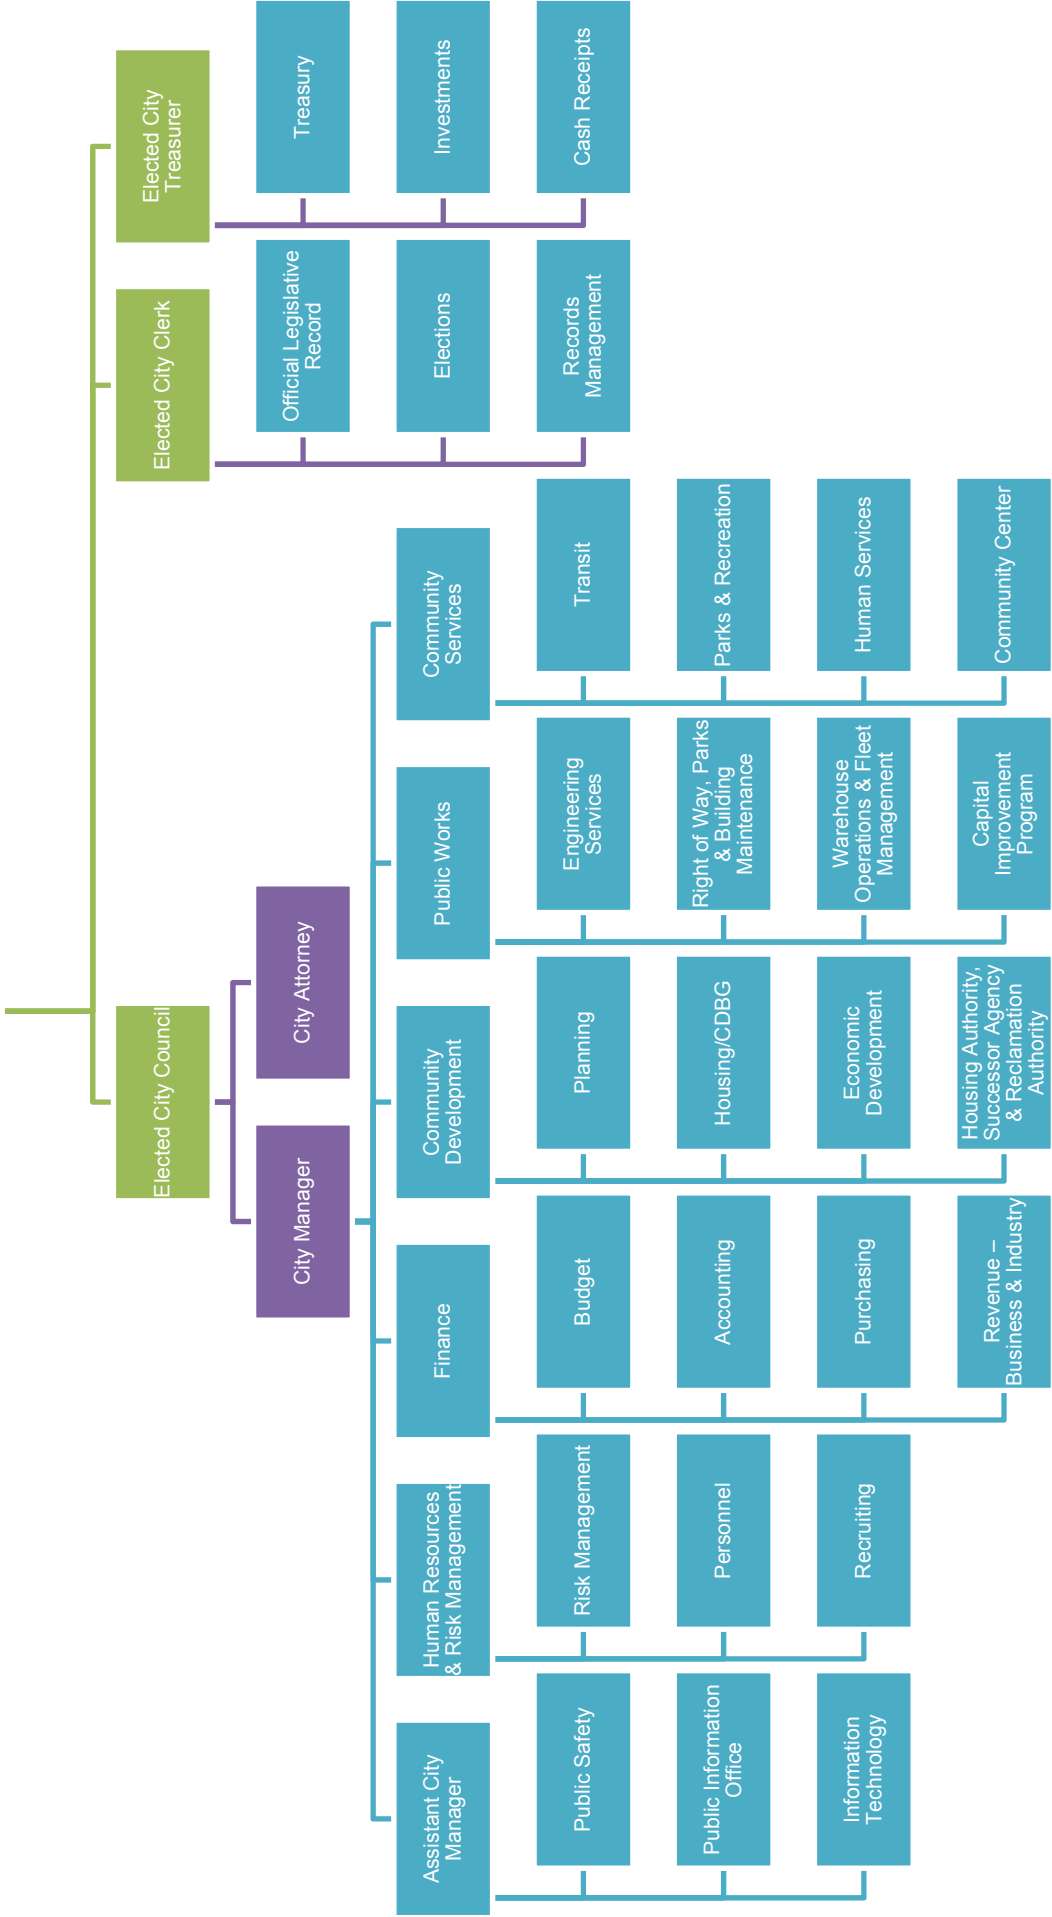 Elected City Council
Elected City Clerk
Elected City
Treasurer
City Manager
City Attorney
Official Legislative
Record
Treasury
Assistant City
Manager
Human Resources
& Risk Management
Finance
Community
Development
Public Works
Community
Services
Elections
Investments
Public Safety
Risk Management
Budget
Planning
Engineering
Services
Transit
Records
Management
Cash Receipts
Public Information
Office
Personnel
Accounting
Housing/CDBG
Right of Way, Parks
& Building
Maintenance
Parks & Recreation
Information
Technology
Recruiting
Purchasing
Economic
Development
Warehouse
Operations & Fleet
Management
Human Services
Revenue –
Business & Industry
Housing Authority,
Successor Agency
& Reclamation
Authority
Capital
Improvement
Program
Community Center